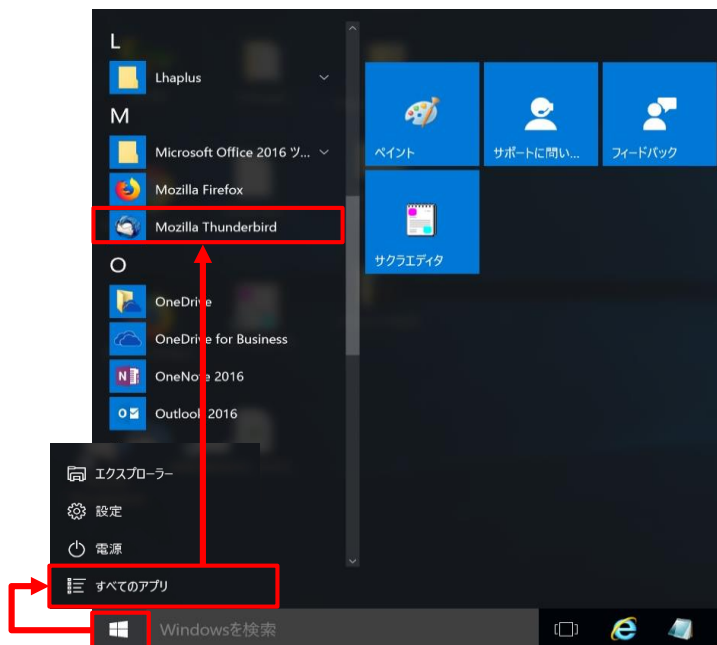 L
Lhaplus
M
Microsoft Office 2016 ツ...
Mozilla Firefox
Mozilla Thunderbird
O
OneDrive
OneDrive for Business
OneNote 2016
Outlook 2016
ペイント
サポートに問い...
フィードバック
サクラエディタ
エクスプローラー
設定
電源
すべてのアプリ
Windowsを検索